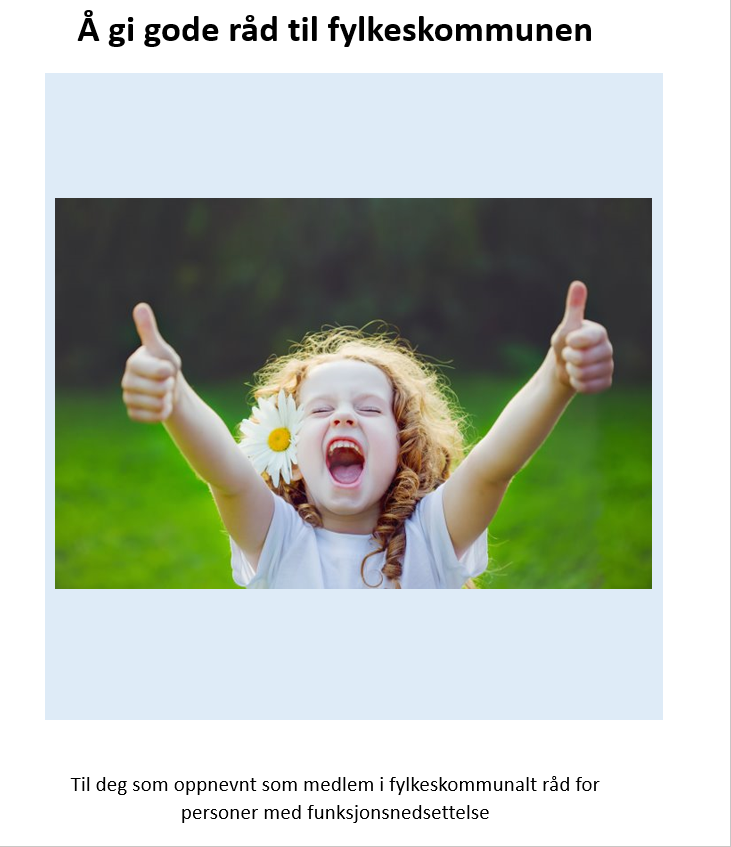 Å gi gode råd til fylkeskommunen
Til deg som oppnevnt som medlem i fylkeskommunalt råd for
personer med funksjonsnedsettelse